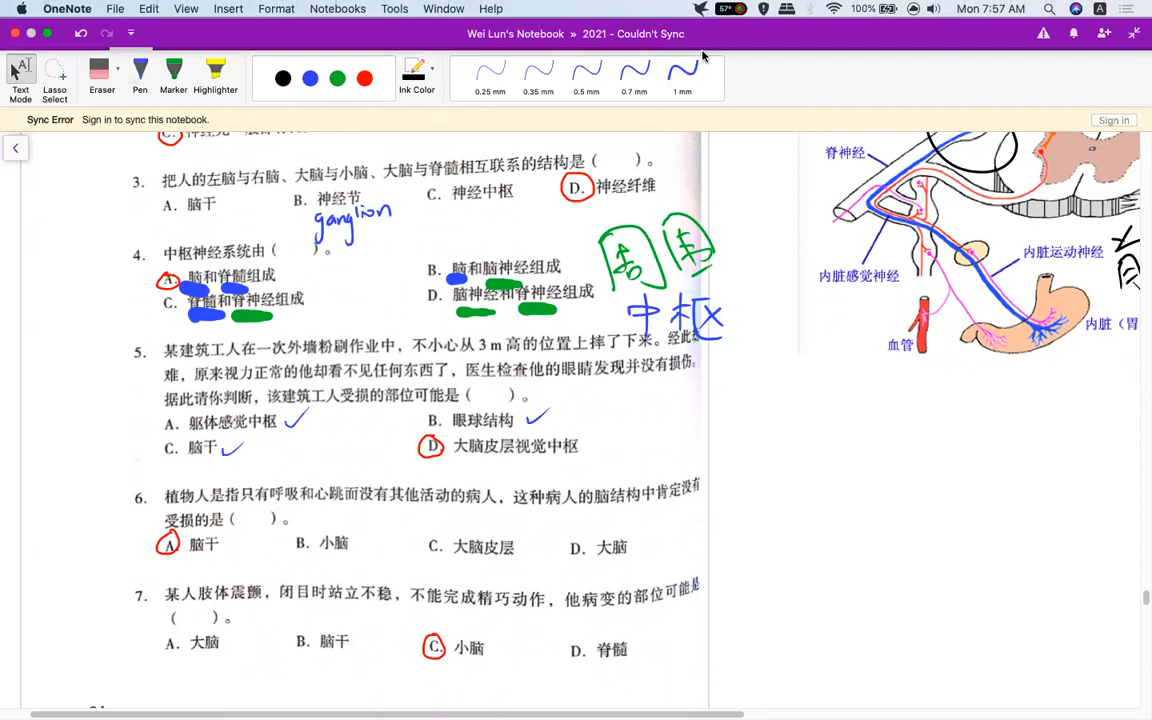 OneNote File Edit View Insert Format Notebooks Tools Window Help 57° 100% A Mon 7:57 AM
Wei Lun's Notebook » 2021 - Couldn't Sync
Text Mode Lasso Select Eraser Pen Marker Highlighter Ink Color 0.25 mm 0.35 mm 0.5 mm 0.7 mm 1 mm
Sync Error Sign in to sync this notebook. Sign in
3. 把人的左脑与右脑、大脑与小脑、大脑与脊髓相互联系的结构是( )。
A. 脑干 B. 神经节 C. 神经中枢 D. 神经纤维
ganglion
4. 中枢神经系统由( )。
A. 脑和脊髓组成 B. 脑和脑神经组成
C. 脊髓和脊神经组成 D. 脑神经和脊神经组成
中枢
5. 某建筑工人在一次外墙粉刷作业中,不小心从 3 m 高的位置上摔了下来。经此
难,原来视力正常的他却看不见任何东西了,医生检查他的眼睛发现并没有损伤。
据此请你判断,该建筑工人受损的部位可能是( )。
A. 躯体感觉中枢 B. 眼球结构
C. 脑干 D. 大脑皮层视觉中枢
6. 植物人是指只有呼吸和心跳而没有其他活动的病人,这种病人的脑结构中肯定没有
受损的是( )。
A. 脑干 B. 小脑 C. 大脑皮层 D. 大脑
7. 某人肢体震颤,闭目时站立不稳,不能完成精巧动作,他病变的部位可能是
( )。
A. 大脑 B. 脑干 C. 小脑 D. 脊髓
脊神经
内脏运动神经
内脏感觉神经
内脏(胃
血管